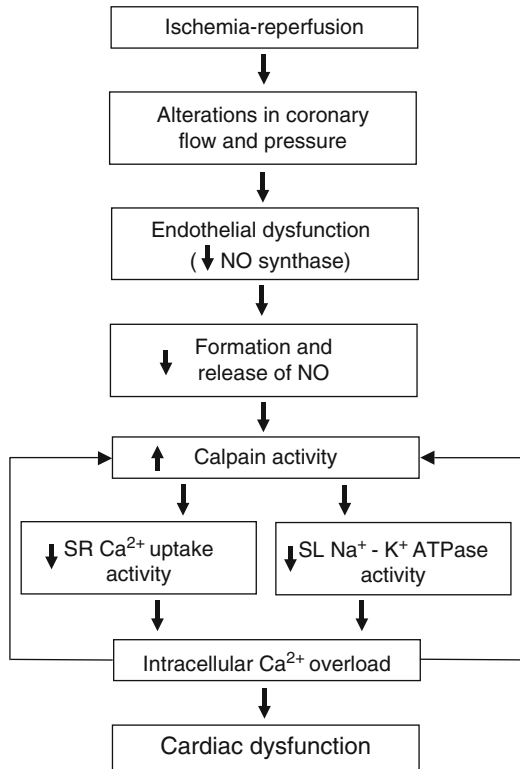 Ischemia-reperfusion
Alterations in coronary
flow and pressure
Endothelial dysfunction
(↓ NO synthase)
Formation and
↓ release of NO
↑ Calpain activity
↓ SR Ca²⁺ uptake
activity
↓ SL Na⁺ - K⁺ ATPase
activity
Intracellular Ca²⁺ overload
Cardiac dysfunction